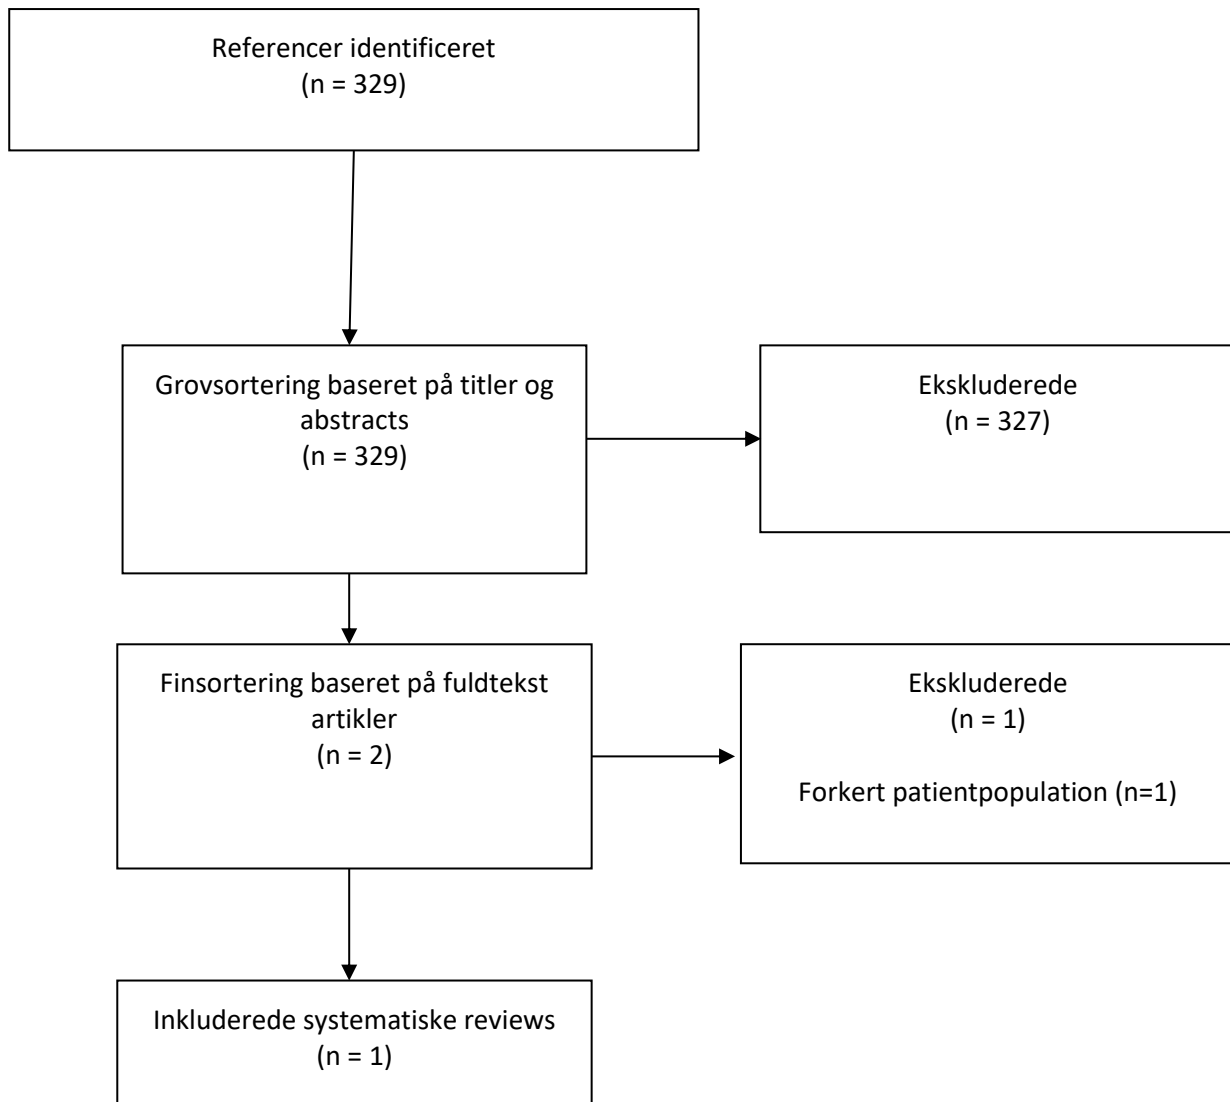 Referencer identificeret
(n = 329)
Grovsortering baseret på titler og
abstracts
(n = 329)
Ekskluderede
(n = 327)
Finsortering baseret på fuldtekst
artikler
(n = 2)
Ekskluderede
(n = 1)
Forkert patientpopulation (n=1)
Inkluderede systematiske reviews
(n = 1)